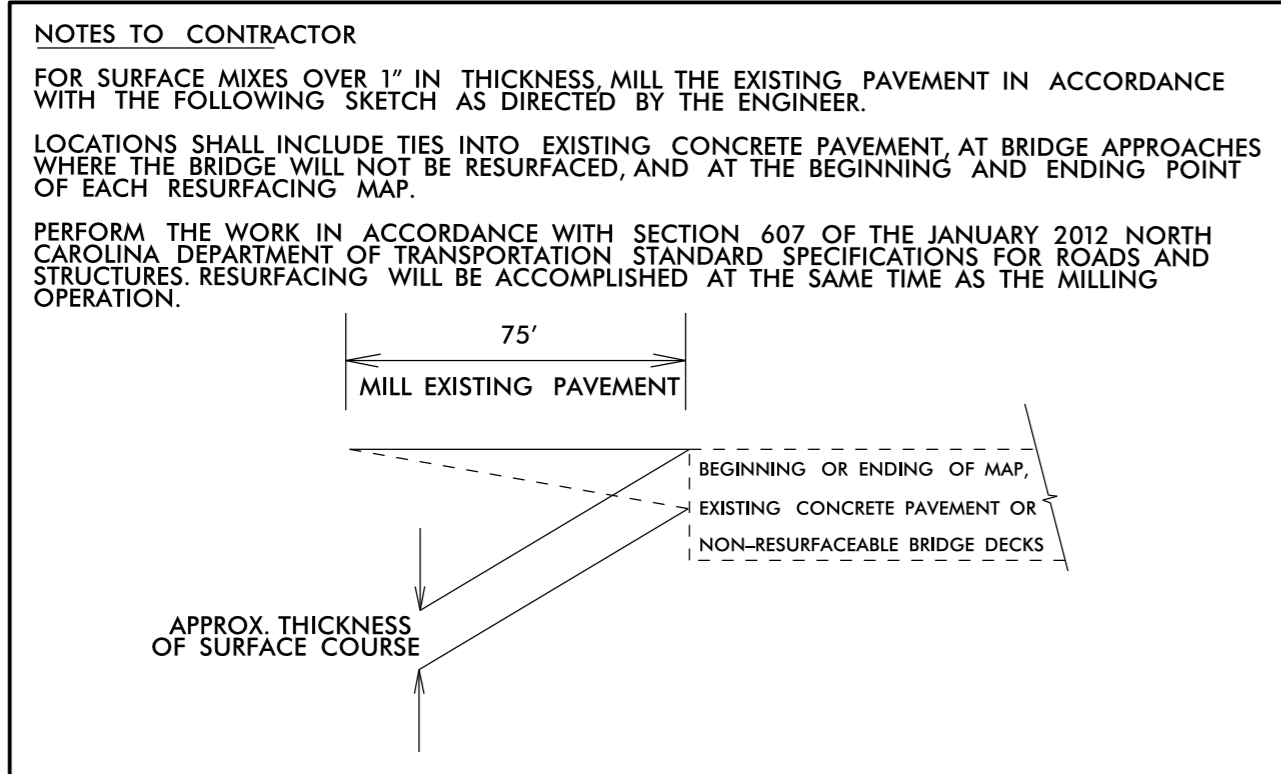 NOTES TO CONTRACTOR
FOR SURFACE MIXES OVER 1" IN THICKNESS, MILL THE EXISTING PAVEMENT IN ACCORDANCE
WITH THE FOLLOWING SKETCH AS DIRECTED BY THE ENGINEER.
LOCATIONS SHALL INCLUDE TIES INTO EXISTING CONCRETE PAVEMENT, AT BRIDGE APPROACHES
WHERE THE BRIDGE WILL NOT BE RESURFACED, AND AT THE BEGINNING AND ENDING POINT
OF EACH RESURFACING MAP.
PERFORM THE WORK IN ACCORDANCE WITH SECTION 607 OF THE JANUARY 2012 NORTH
CAROLINA DEPARTMENT OF TRANSPORTATION STANDARD SPECIFICATIONS FOR ROADS AND
STRUCTURES. RESURFACING WILL BE ACCOMPLISHED AT THE SAME TIME AS THE MILLING
OPERATION.
75'
MILL EXISTING PAVEMENT
BEGINNING OR ENDING OF MAP,
EXISTING CONCRETE PAVEMENT OR
NON-RESURFACEABLE BRIDGE DECKS
APPROX. THICKNESS
OF SURFACE COURSE